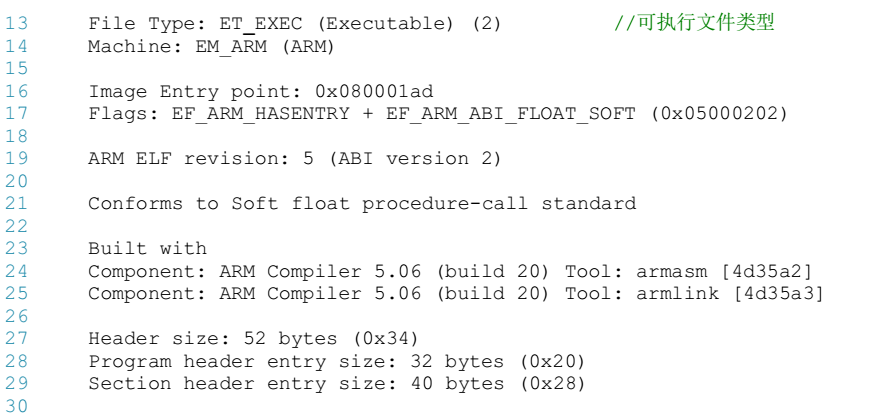 13 File Type: ET_EXEC (Executable) (2) //可执行文件类型
14 Machine: EM_ARM (ARM)
15
16 Image Entry point: 0x080001ad
17 Flags: EF_ARM_HASENTRY + EF_ARM_ABI_FLOAT_SOFT (0x05000202)
18
19 ARM ELF revision: 5 (ABI version 2)
20
21 Conforms to Soft float procedure-call standard
22
23 Built with
24 Component: ARM Compiler 5.06 (build 20) Tool: armasm [4d35a2]
25 Component: ARM Compiler 5.06 (build 20) Tool: armlink [4d35a3]
26
27 Header size: 52 bytes (0x34)
28 Program header entry size: 32 bytes (0x20)
29 Section header entry size: 40 bytes (0x28)
30